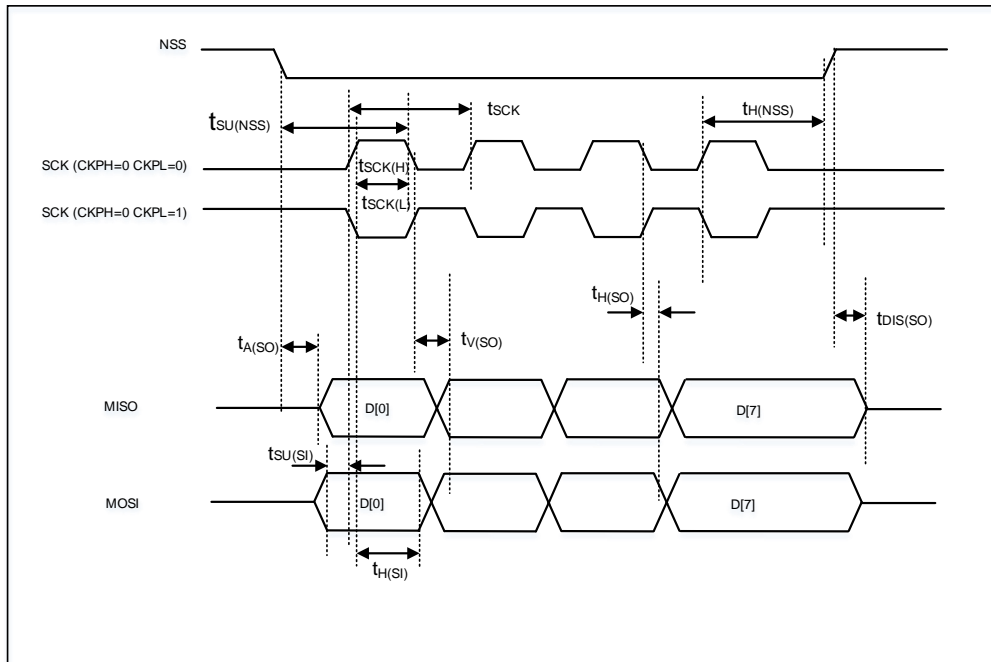 NSS
tSCK
tH(NSS)
tSU(NSS)
SCK (CKPH=0 CKPL=0)
tSCK(H)
tSCK(L)
SCK (CKPH=0 CKPL=1)
tH(SO)
tV(SO)
tDIS(SO)
tA(SO)
MISO
D[0]
D[7]
tSU(SI)
MOSI
D[0]
D[7]
tH(SI)